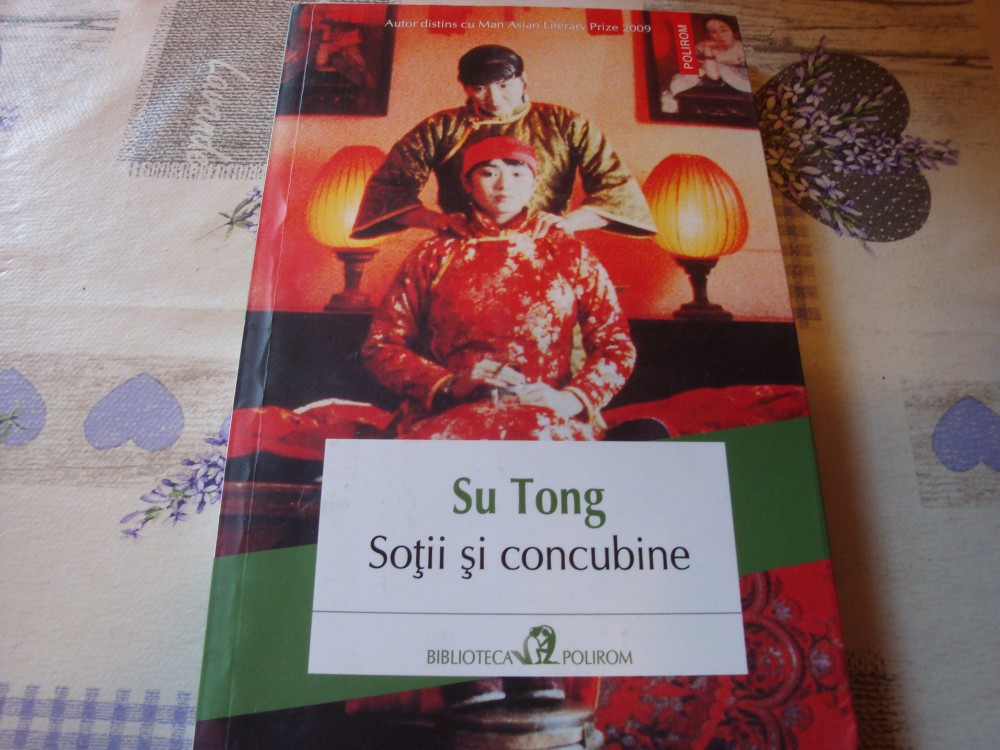 Autor distins cu Man Asian Literary Prize 2009
POLIROM
Su Tong
Soţii şi concubine
BIBLIOTECA POLIROM